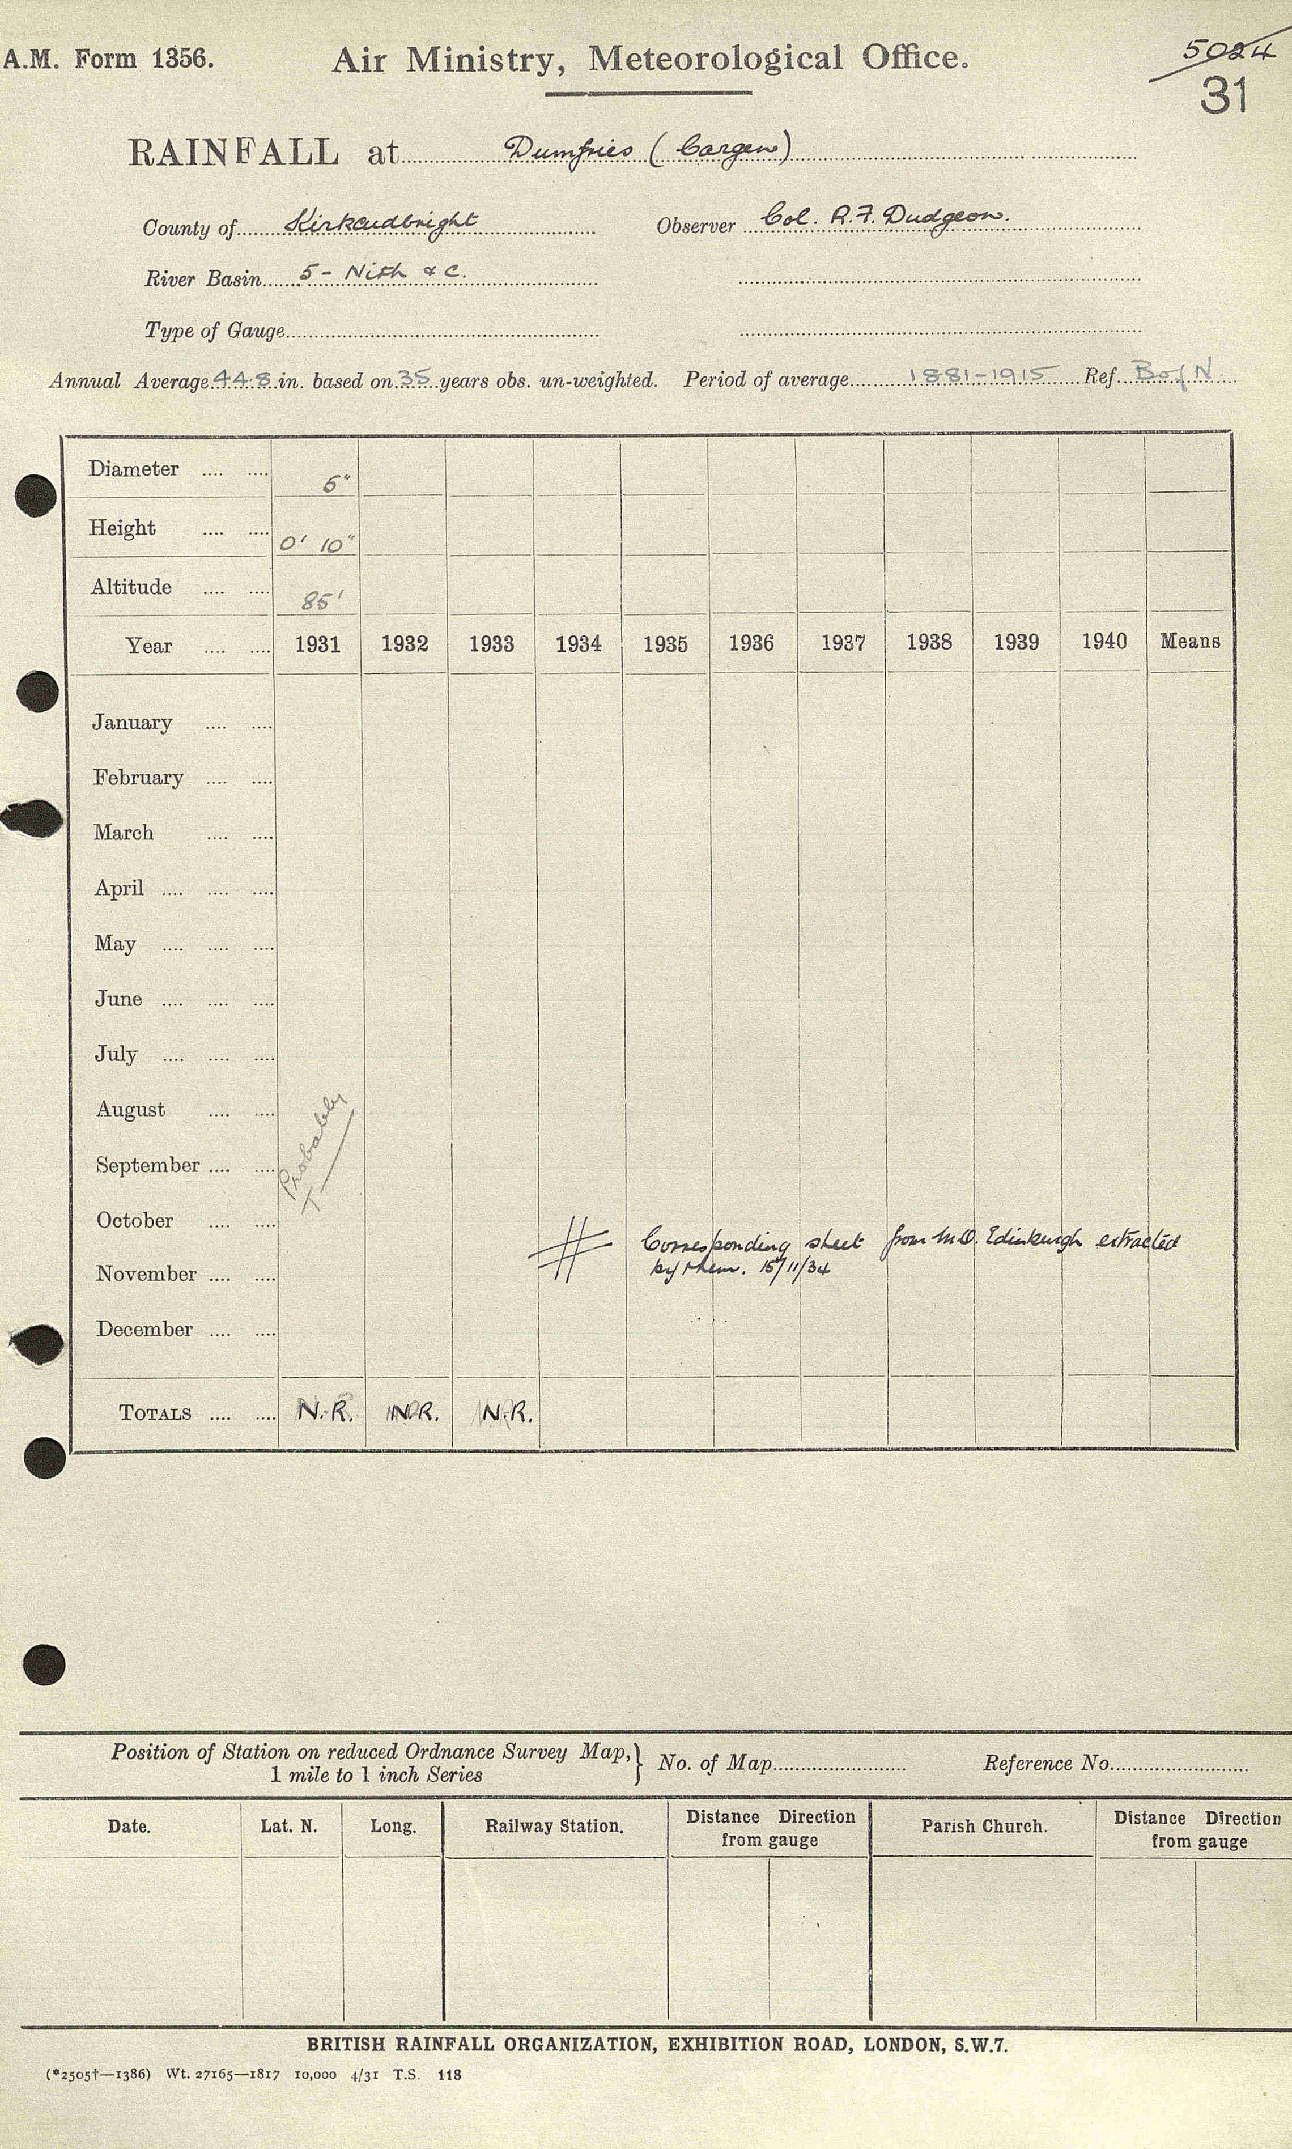 A.M. Form 1356.
Air Ministry, Meteorological Office.
5024
31
RAINFALL at Dumfries (Cargen)
County of Kirkcudbright Observer Col. R.F. Dudgeon.
River Basin 5 - Nith & C.
Type of Gauge
Annual Average 44.8 in. based on 35 years obs. un-weighted. Period of average 1881-1915 Ref. B of N
Diameter .... .... 5"
Height .... .... 0' 10"
Altitude .... .... 85'
Year .... .... 1931 1932 1933 1934 1935 1936 1937 1938 1939 1940 Means
January .... ....
February .... ....
March .... ....
April .... .... ....
May .... .... ....
June .... .... ....
July .... .... ....
August .... ....
Probably
T
September .... ....
October .... ....
Corresponding sheet from M.O. Edinburgh extracted
by them. 15/11/34
November .... ....
December .... ....
TOTALS .... .... N.R. N.R. N.R.
Position of Station on reduced Ordnance Survey Map,} No. of Map Reference No.
1 mile to 1 inch Series
Date. Lat. N. Long. Railway Station. Distance Direction from gauge Parish Church. Distance Direction from gauge
BRITISH RAINFALL ORGANIZATION, EXHIBITION ROAD, LONDON, S.W.7.
(*2505†—1386) Wt. 27165—1817 10,000 4/31 T.S. 118